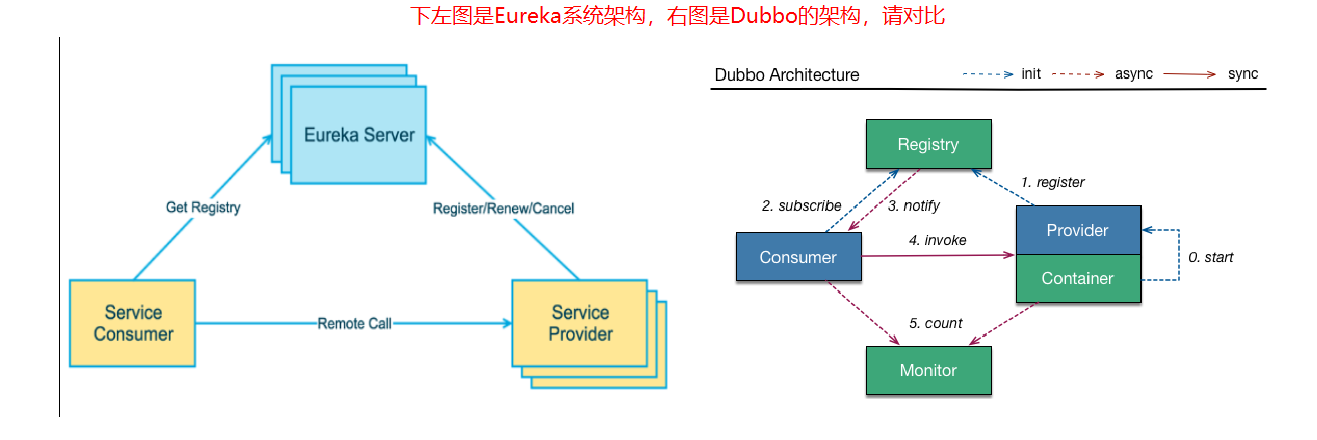 下左图是Eureka系统架构，右图是Dubbo的架构，请对比
Eureka Server
Get Registry
Register/Renew/Cancel
Service
Consumer
Remote Call
Service
Provider
Dubbo Architecture
init
async
sync
Registry
1. register
2. subscribe
3. notify
Provider
4. invoke
Consumer
0. start
Container
5. count
Monitor